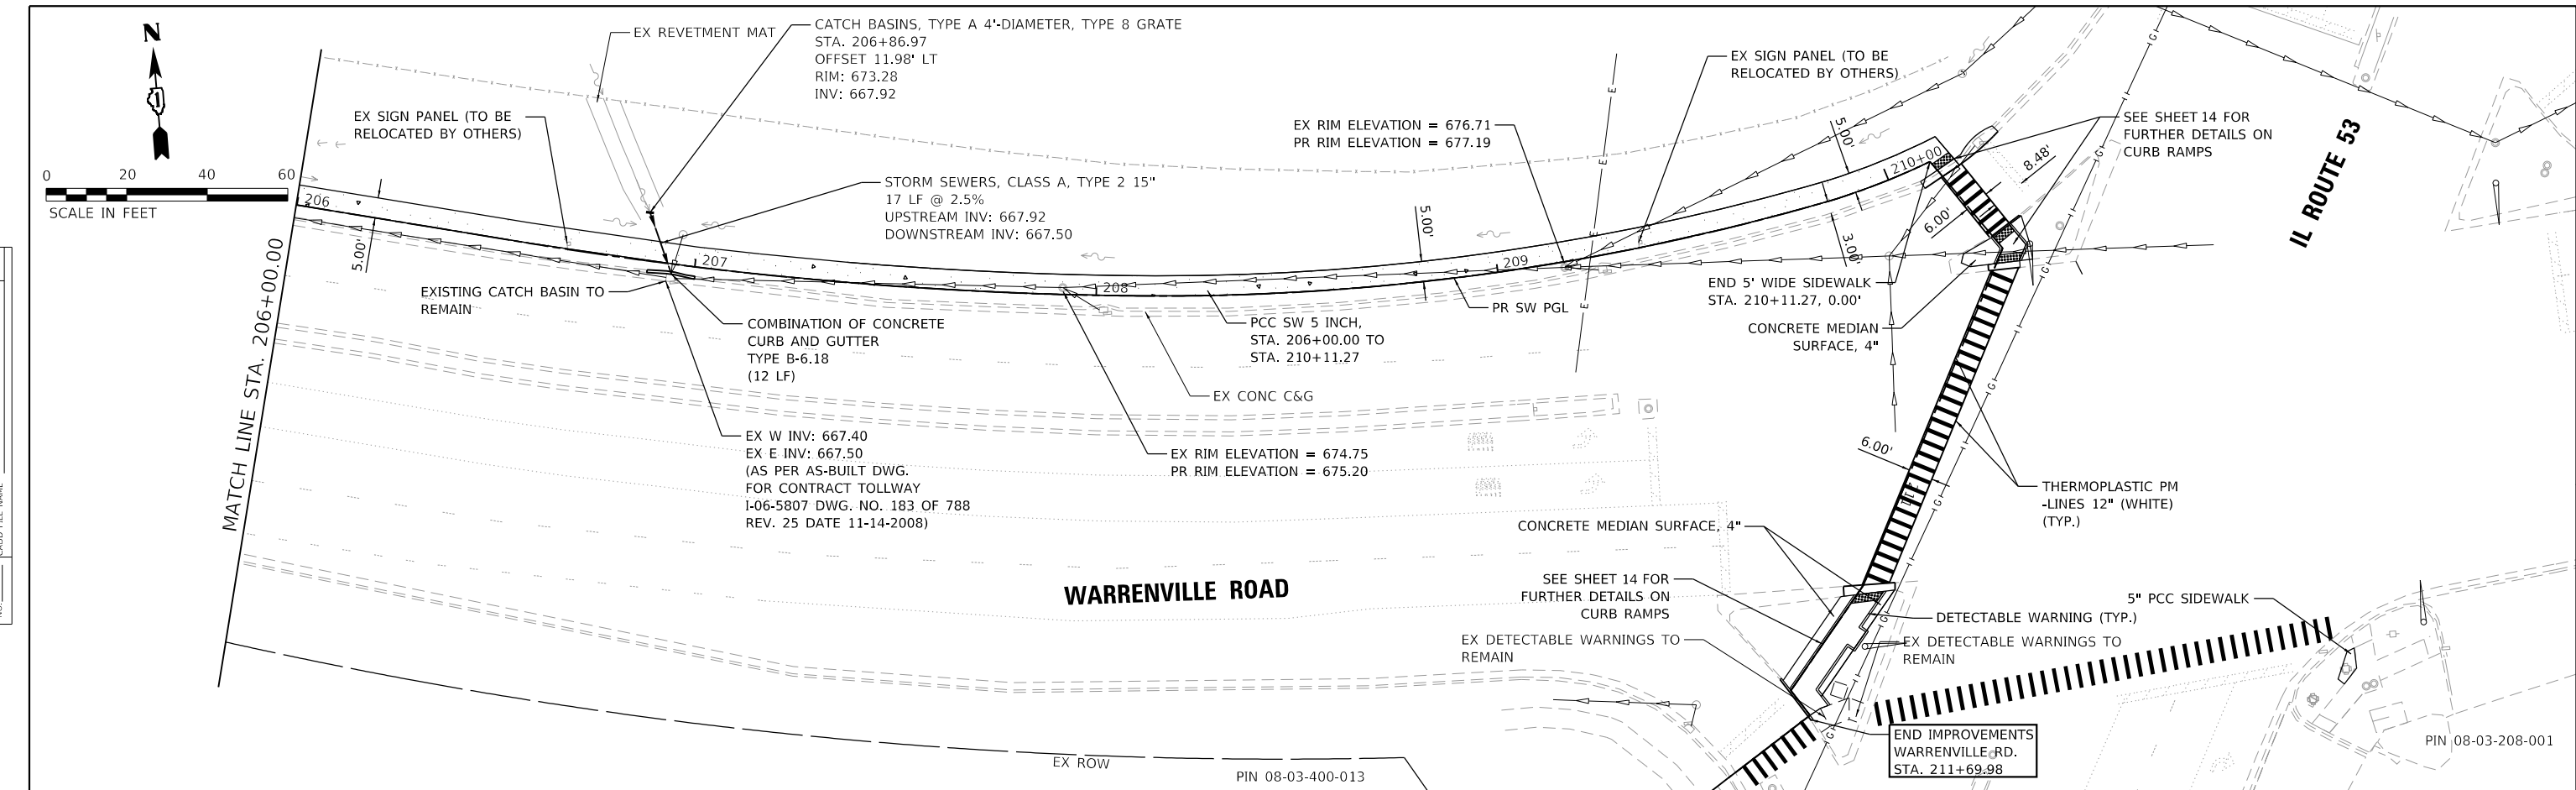 N
1
0 20 40 60
SCALE IN FEET
EX REVETMENT MAT
CATCH BASINS, TYPE A 4'-DIAMETER, TYPE 8 GRATE
STA. 206+86.97
OFFSET 11.98' LT
RIM: 673.28
INV: 667.92
EX SIGN PANEL (TO BE
RELOCATED BY OTHERS)
STORM SEWERS, CLASS A, TYPE 2 15"
17 LF @ 2.5%
UPSTREAM INV: 667.92
DOWNSTREAM INV: 667.50
EX RIM ELEVATION = 676.71
PR RIM ELEVATION = 677.19
EX SIGN PANEL (TO BE
RELOCATED BY OTHERS)
SEE SHEET 14 FOR
FURTHER DETAILS ON
CURB RAMPS
IL ROUTE 53
206
207
208
209
210+00
211
5.00'
5.00'
5.00'
3.00'
6.00'
8.48'
6.00'
E
E
E
E
G
G
G
G
G
G
G
MATCH LINE STA. 206+00.00
EXISTING CATCH BASIN TO
REMAIN
COMBINATION OF CONCRETE
CURB AND GUTTER
TYPE B-6.18
(12 LF)
PCC SW 5 INCH,
STA. 206+00.00 TO
STA. 210+11.27
PR SW PGL
END 5' WIDE SIDEWALK
STA. 210+11.27, 0.00'
CONCRETE MEDIAN
SURFACE, 4"
EX CONC C&G
EX W INV: 667.40
EX E INV: 667.50
(AS PER AS-BUILT DWG.
FOR CONTRACT TOLLWAY
I-06-5807 DWG. NO. 183 OF 788
REV. 25 DATE 11-14-2008)
EX RIM ELEVATION = 674.75
PR RIM ELEVATION = 675.20
THERMOPLASTIC PM
-LINES 12" (WHITE)
(TYP.)
CONCRETE MEDIAN SURFACE, 4"
WARRENVILLE ROAD
SEE SHEET 14 FOR
FURTHER DETAILS ON
CURB RAMPS
5" PCC SIDEWALK
DETECTABLE WARNING (TYP.)
EX DETECTABLE WARNINGS TO
REMAIN
EX DETECTABLE WARNINGS TO
REMAIN
END IMPROVEMENTS
WARRENVILLE RD.
STA. 211+69.98
EX ROW
PIN 08-03-400-013
PIN 08-03-208-001